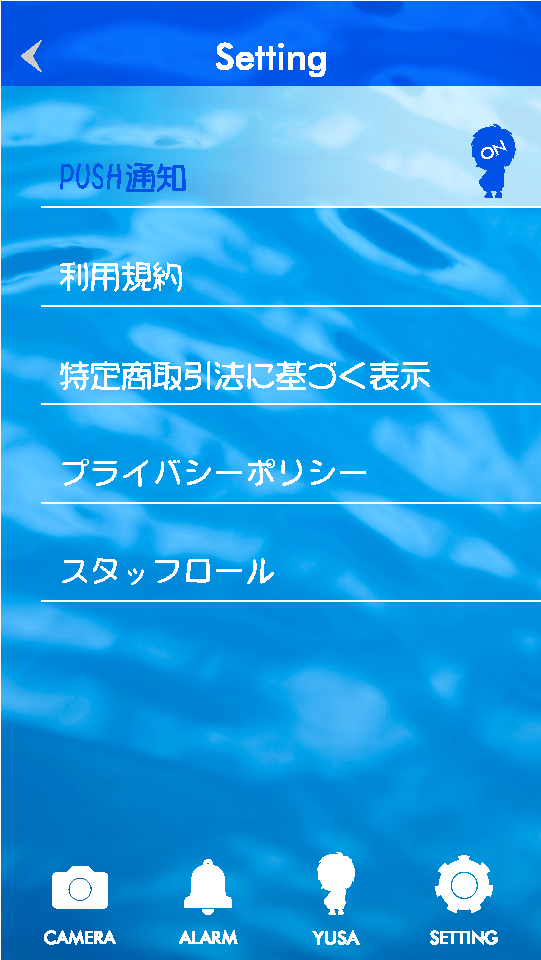 Setting
PUSH通知
ON
利用規約
特定商取引法に基づく表示
プライバシーポリシー
スタッフロール
CAMERA
ALARM
YUSA
SETTING